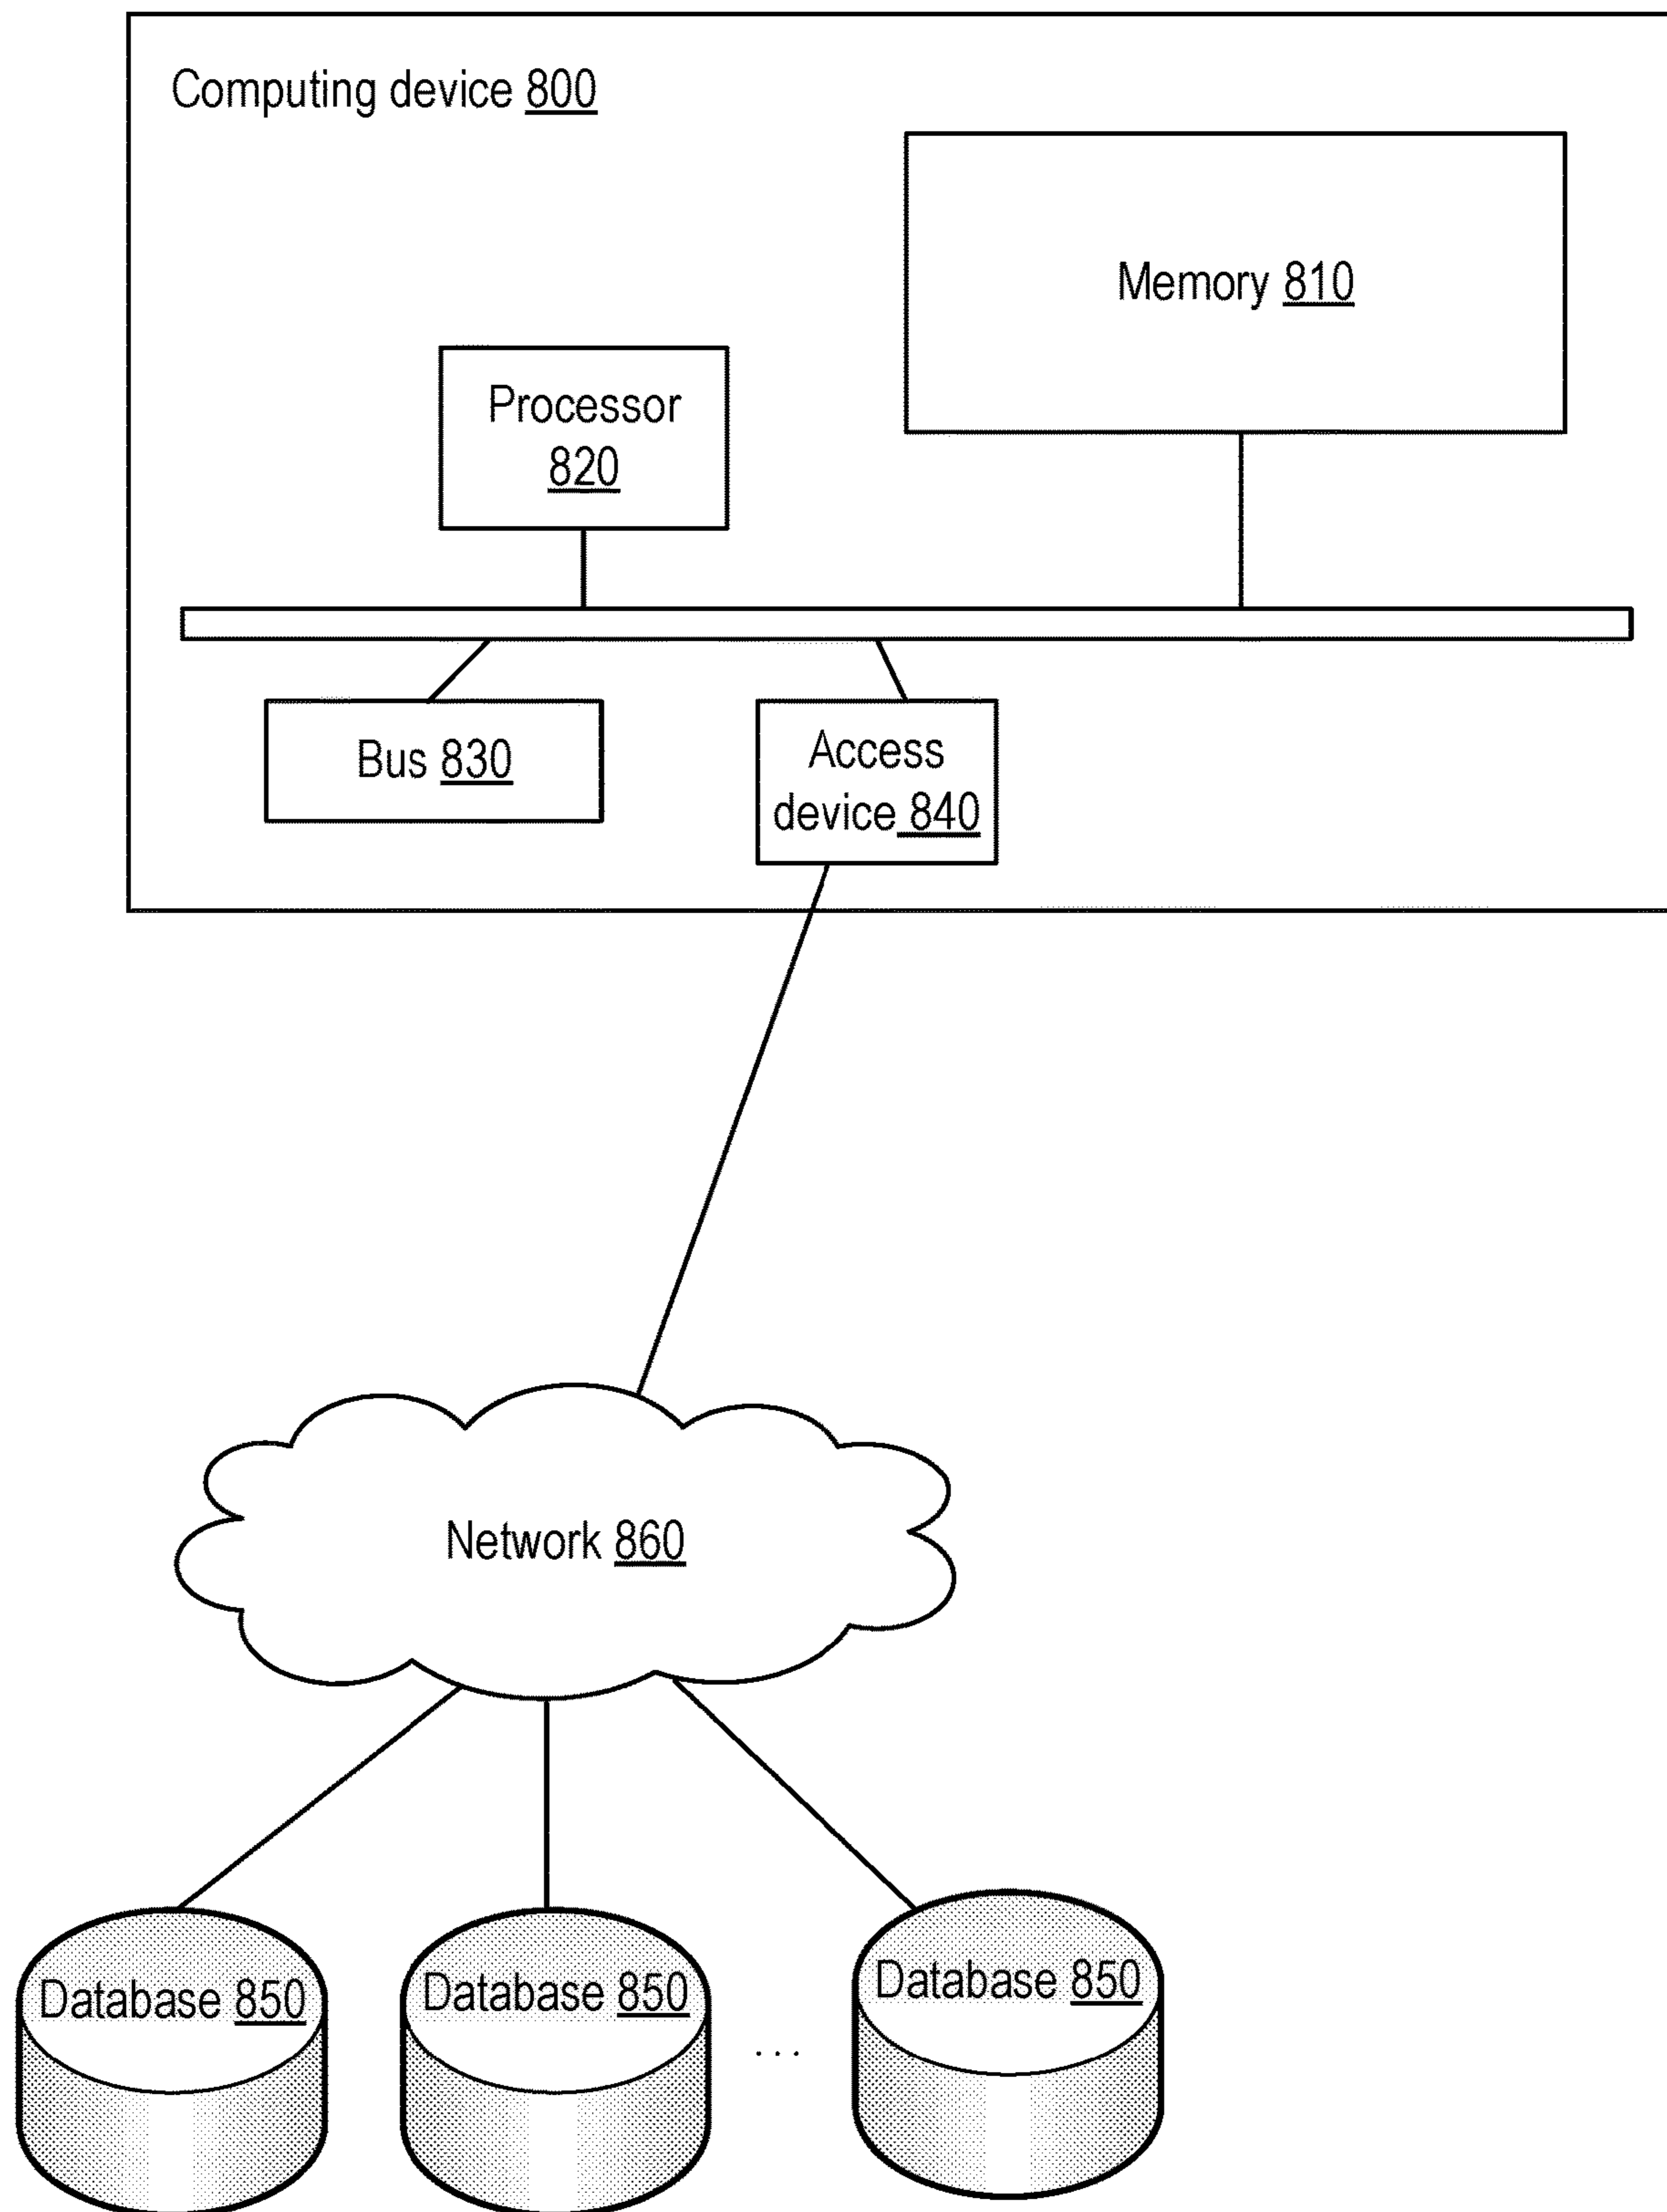 Computing device 800
Memory 810
Processor
820
Bus 830
Access
device 840
Network 860
Database 850
Database 850
...
Database 850